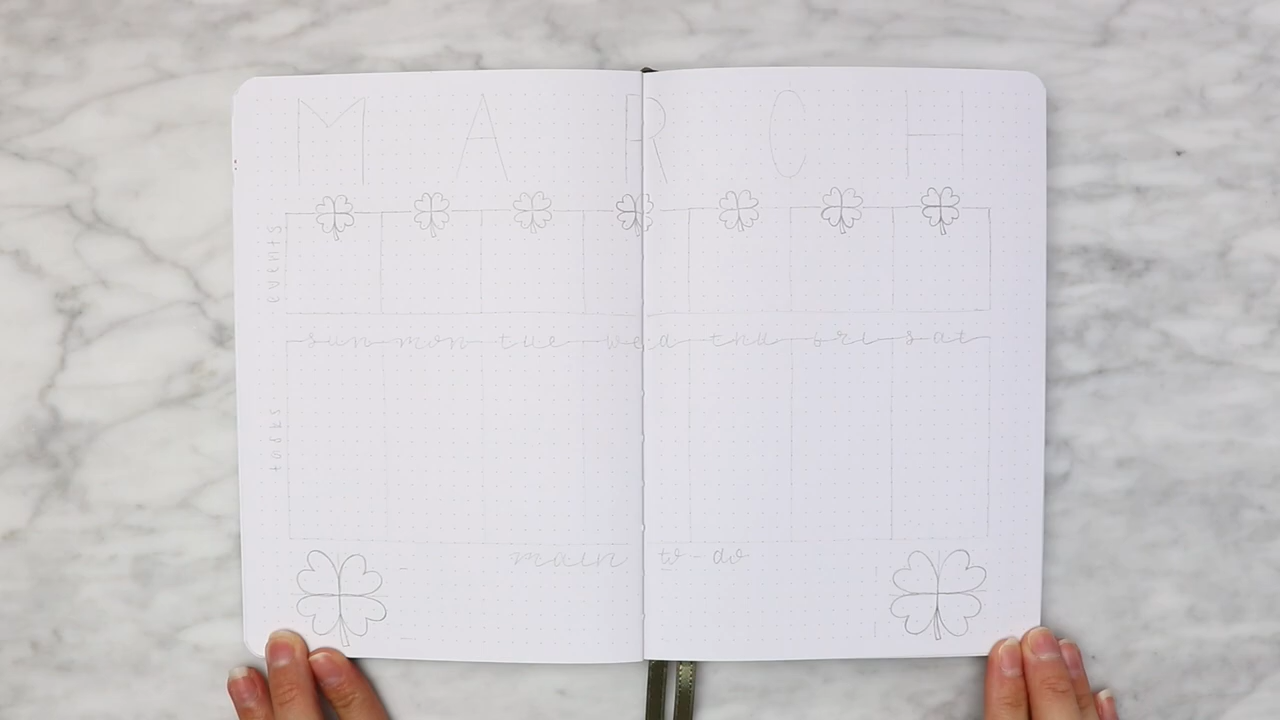 MARCH
events
sun mon tue wed thu fri sat
tasks
main to-do